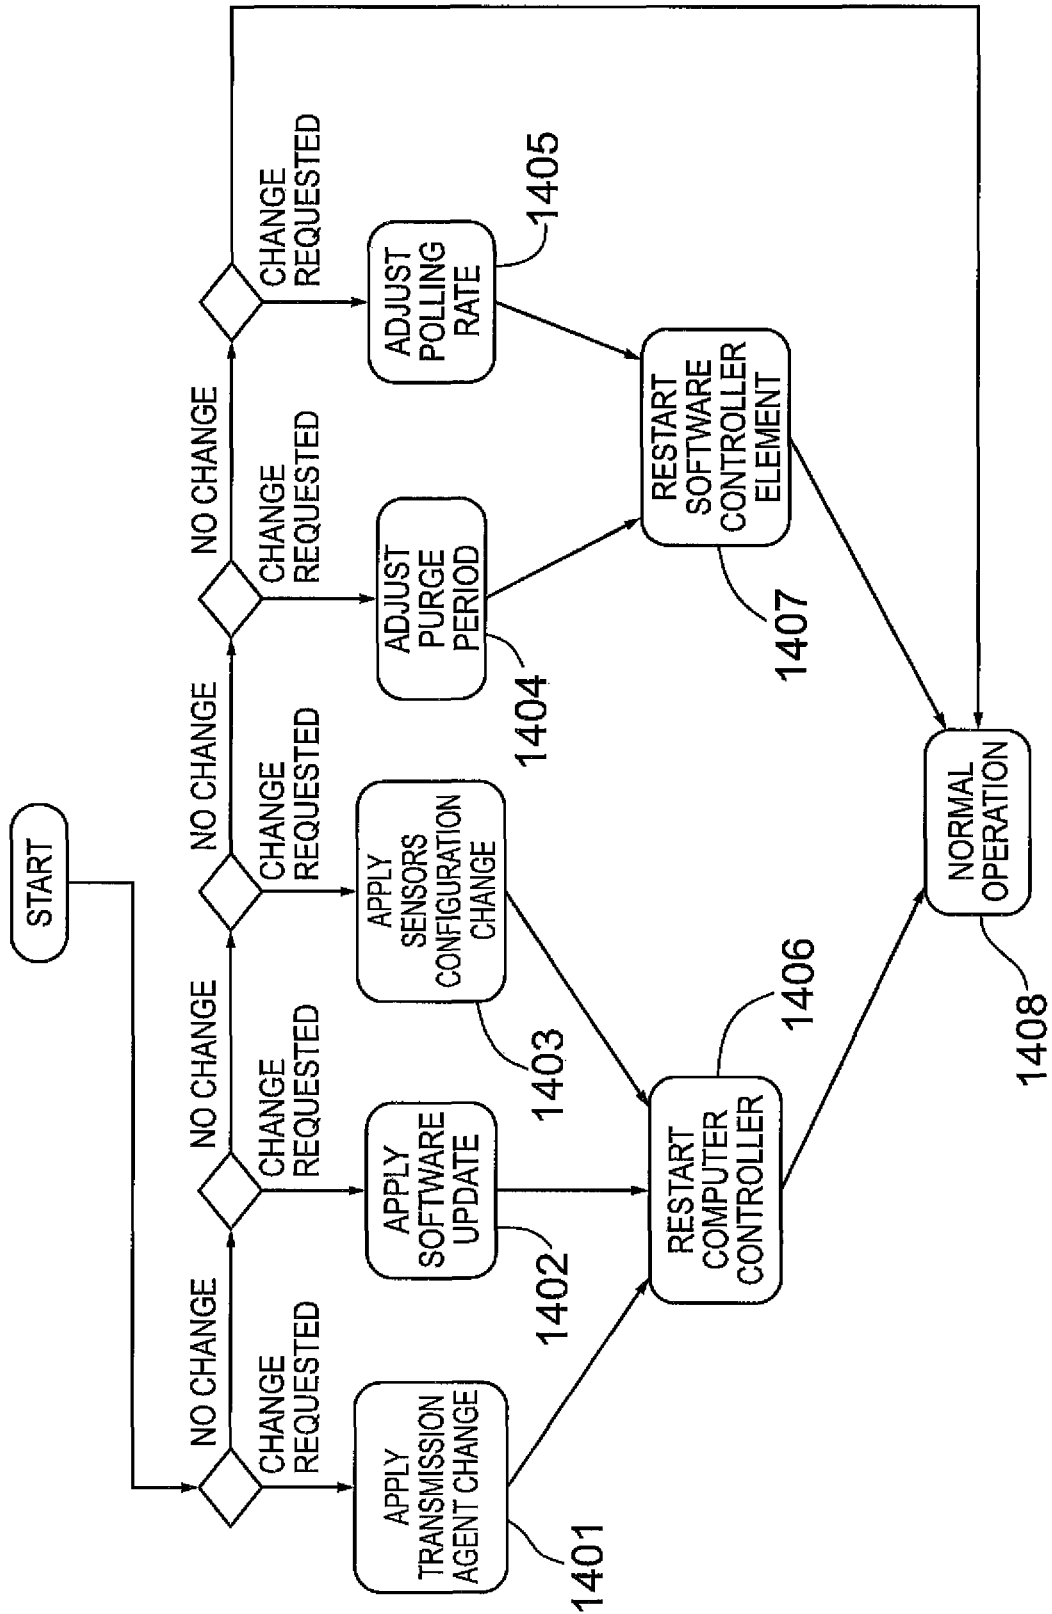 START
NO CHANGE
NO CHANGE
NO CHANGE
NO CHANGE
CHANGE
REQUESTED
CHANGE
REQUESTED
CHANGE
REQUESTED
CHANGE
REQUESTED
CHANGE
REQUESTED
APPLY
TRANSMISSION
AGENT CHANGE
1401
APPLY
SOFTWARE
UPDATE
1402
APPLY
SENSORS
CONFIGURATION
CHANGE
1403
ADJUST
PURGE
PERIOD
1404
ADJUST
POLLING
RATE
1405
RESTART
COMPUTER
CONTROLLER
1406
RESTART
SOFTWARE
CONTROLLER
ELEMENT
1407
NORMAL
OPERATION
1408